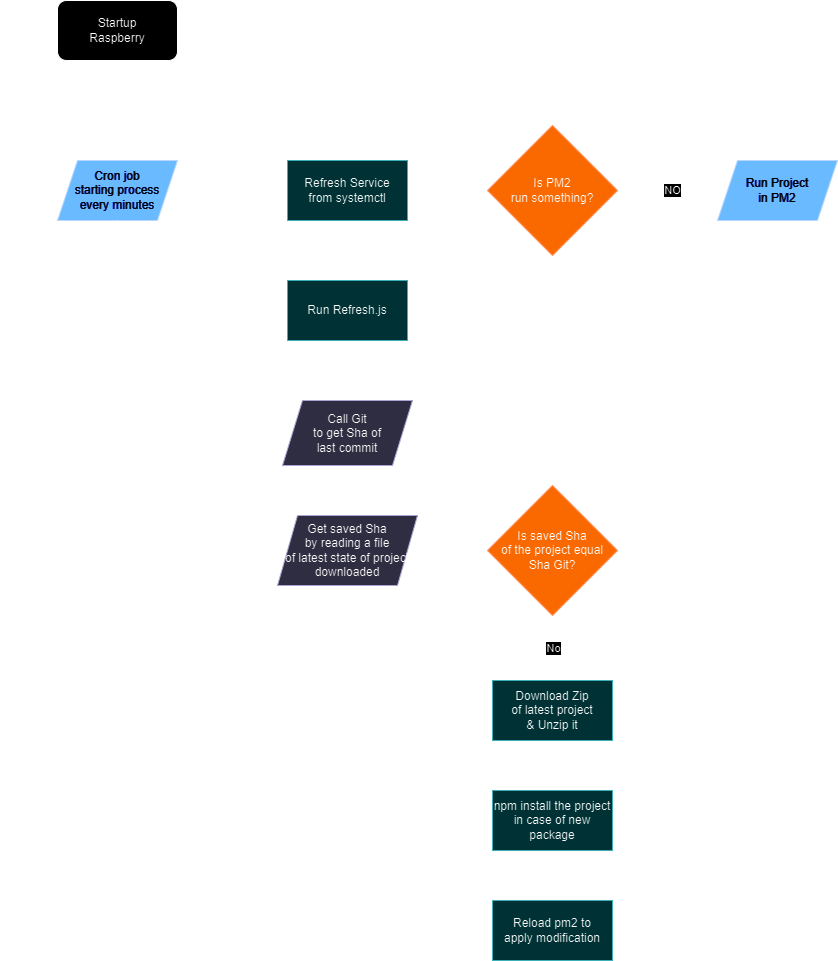 Startup
Raspberry
Cron job
starting process
every minutes
Refresh Service
from systemctl
Is PM2
run something?
NO
Run Project
in PM2
Run Refresh.js
Call Git
to get Sha of
last commit
Get saved Sha
by reading a file
of latest state of projec
downloaded
Is saved Sha
of the project equal
Sha Git?
No
Download Zip
of latest project
& Unzip it
npm install the project
in case of new
package
Reload pm2 to
apply modification